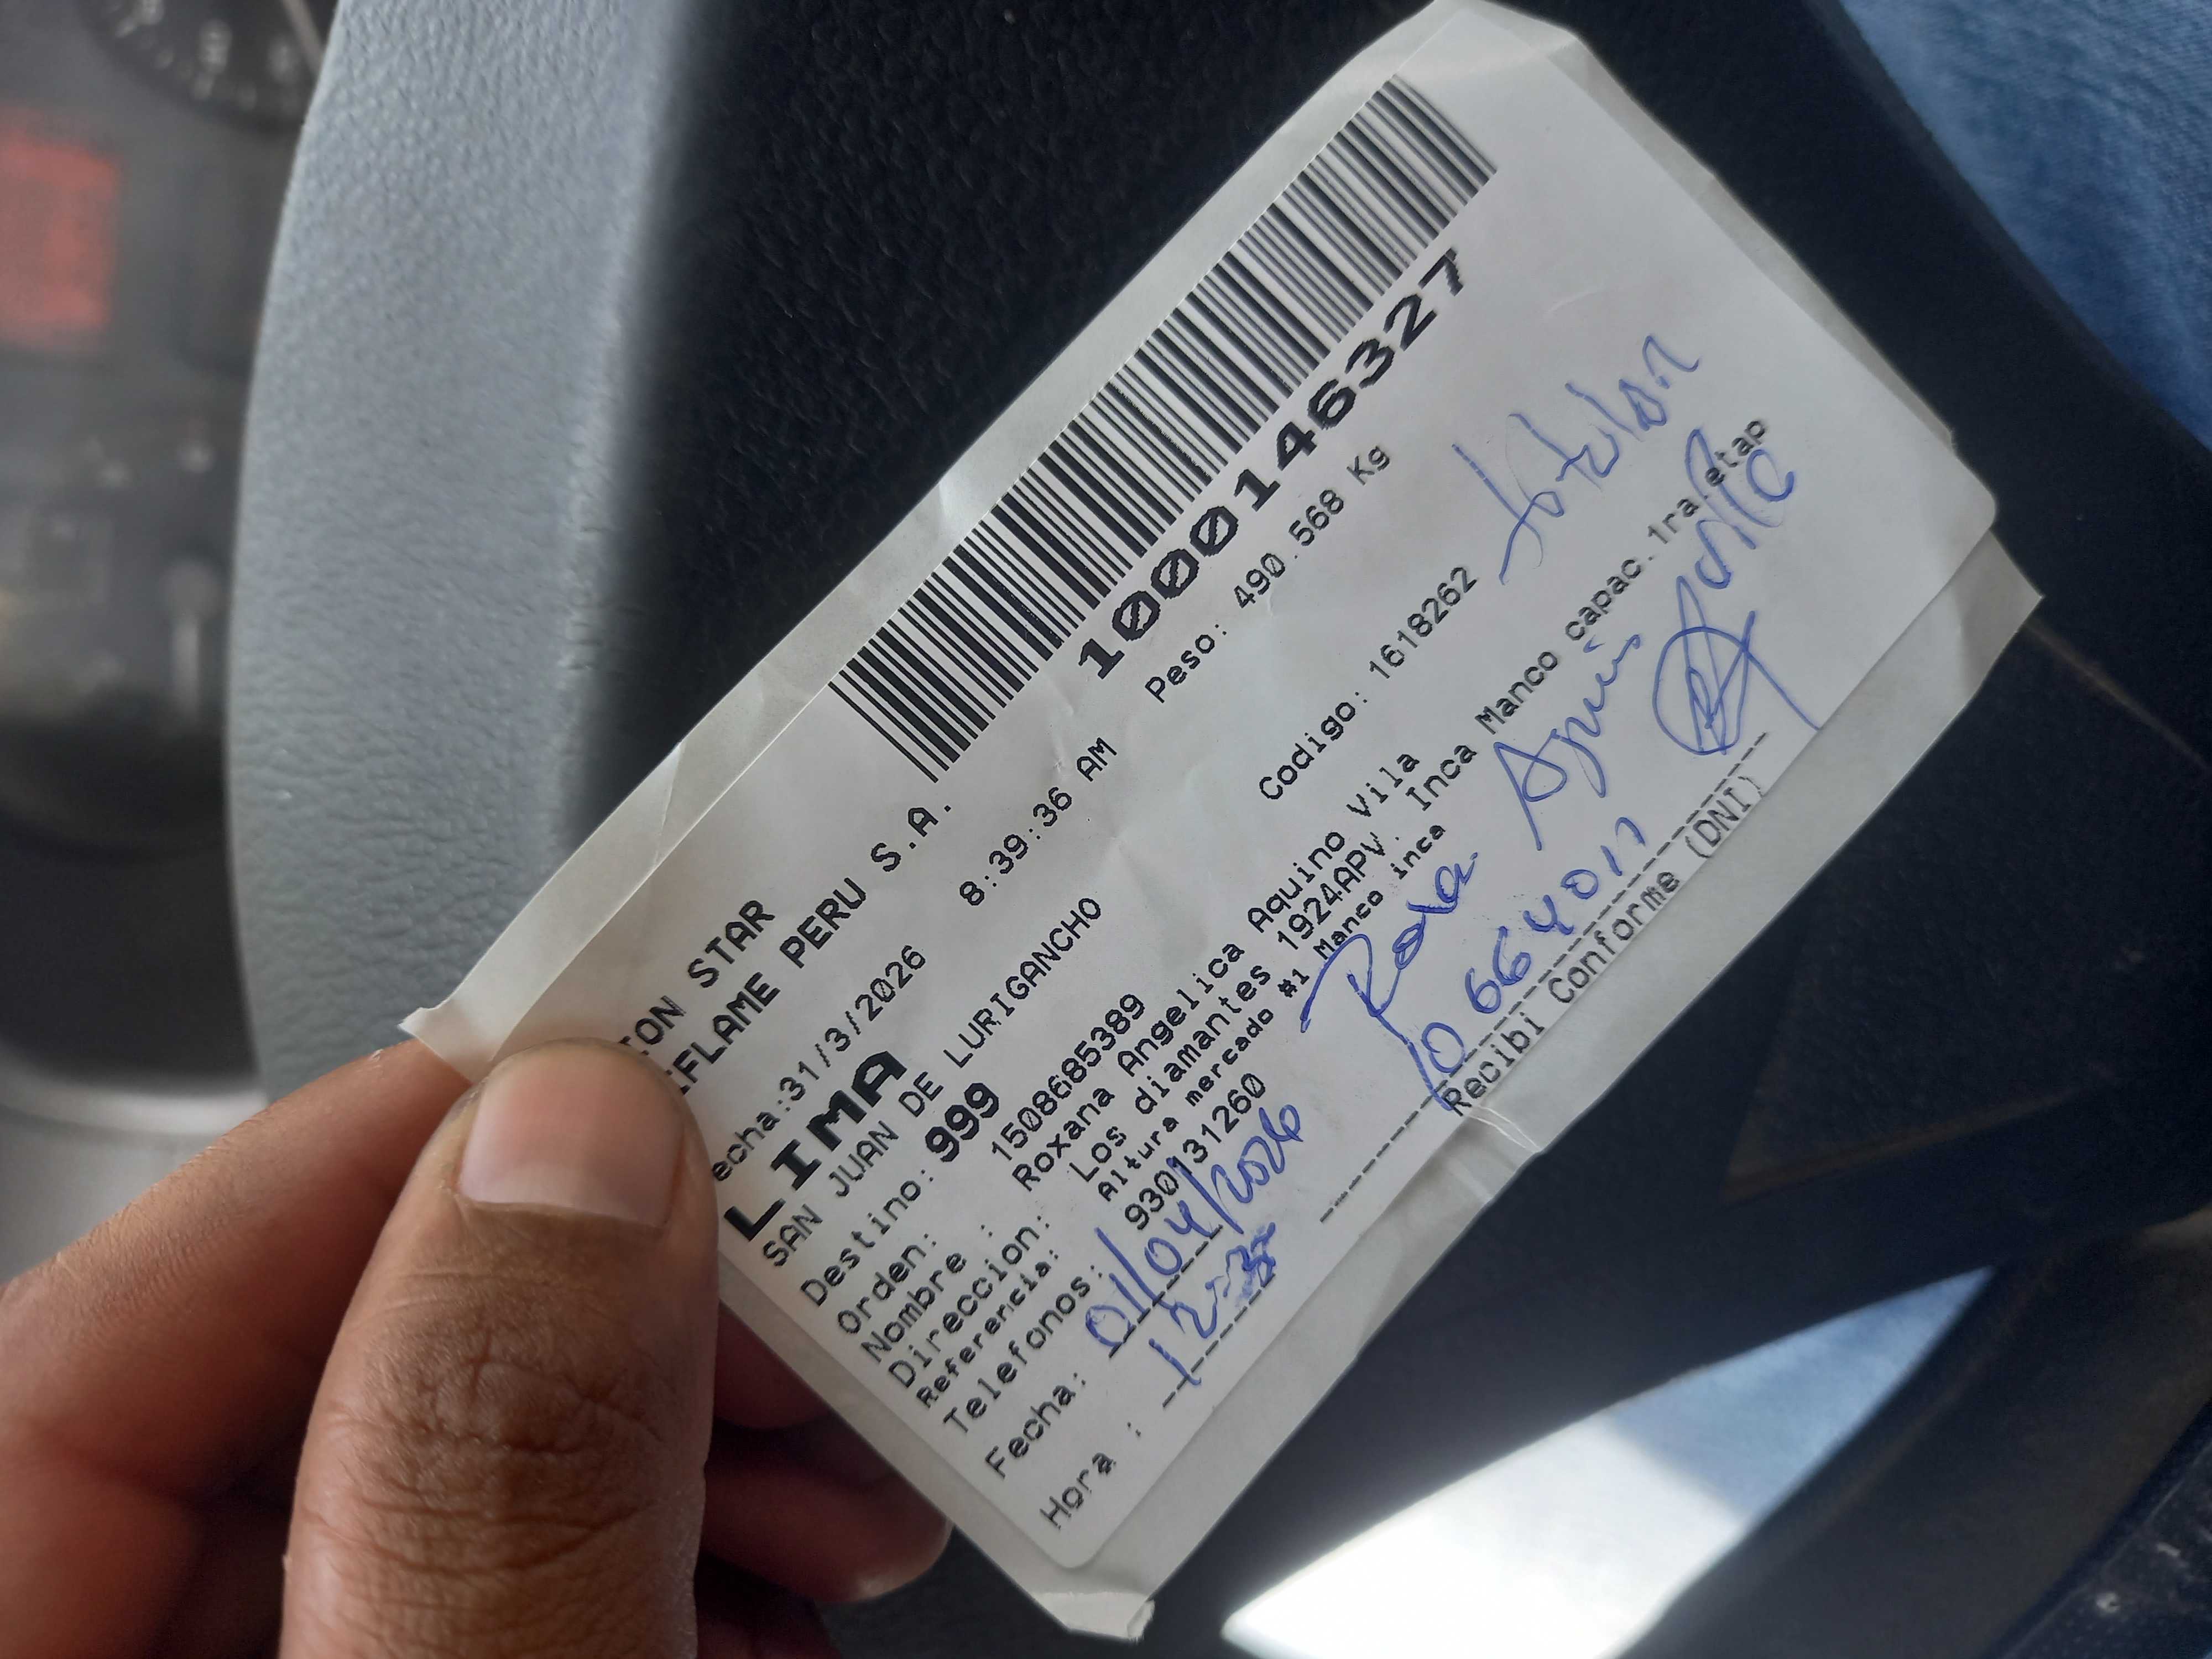 ION STAR
IFLAME PERU S.A.
echa:31/3/2026 8:39:36 AM
1000146327
LIMA Peso: 490.568 Kg
SAN JUAN DE LURIGANCHO
Destino: 999
Orden: 1508685389 Codigo: 1618262
Nombre : Roxana Angelica Aquino Vila
Direccion: Los diamantes 1924APV. Inca Manco capac.1ra.etap
Referencia: Altura mercado #1 Manco inca
Telefonos: 930131260
Fecha: 01/04/2026
Rosa
10664017
Hora :
Recibi Conforme (DNI)